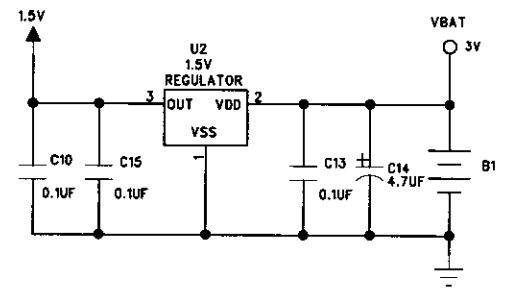 1.5V
VBAT
3V
U2
1.5V
REGULATOR
3 OUT VDD 2
VSS
1
C10
0.1UF
C15
0.1UF
C13
0.1UF
+
C14
4.7UF
B1